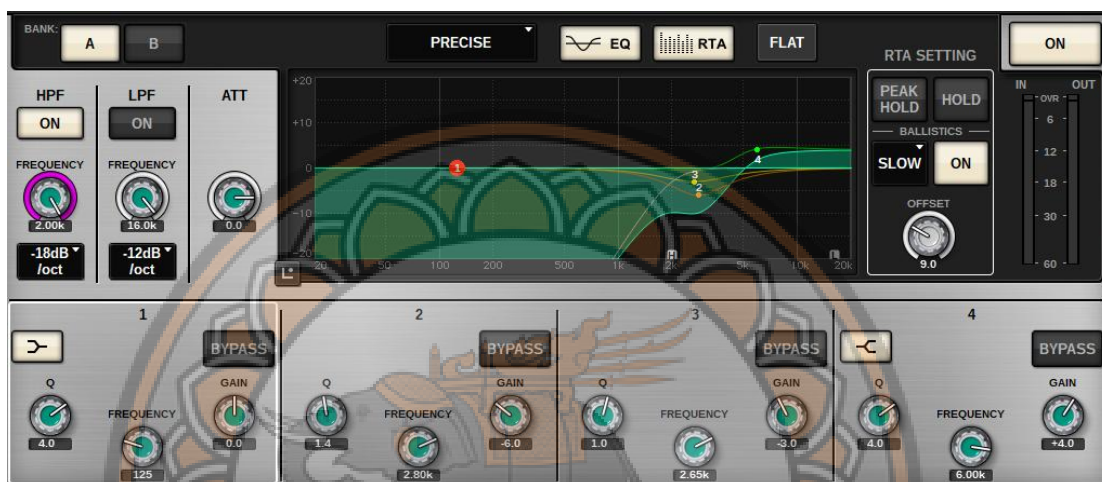 BANK: A B PRECISE EQ RTA FLAT ON
RTA SETTING
HPF LPF ATT
ON ON
FREQUENCY FREQUENCY
2.00k 16.0k 0.0
-18dB /oct -12dB /oct
+20
+10
0
-10
-20
20 50 100 200 500 1k 2k 5k 10k 20k
1 2 3 4
H L
L
PEAK HOLD HOLD
BALLISTICS
SLOW ON
OFFSET
9.0
IN OUT
OVR
6
12
18
30
60
1 2 3 4
BYPASS BYPASS BYPASS BYPASS
Q GAIN Q GAIN Q GAIN Q GAIN
FREQUENCY FREQUENCY FREQUENCY FREQUENCY
4.0 0.0 1.4 -6.0 1.0 -3.0 4.0 +4.0
125 2.80k 2.65k 6.00k